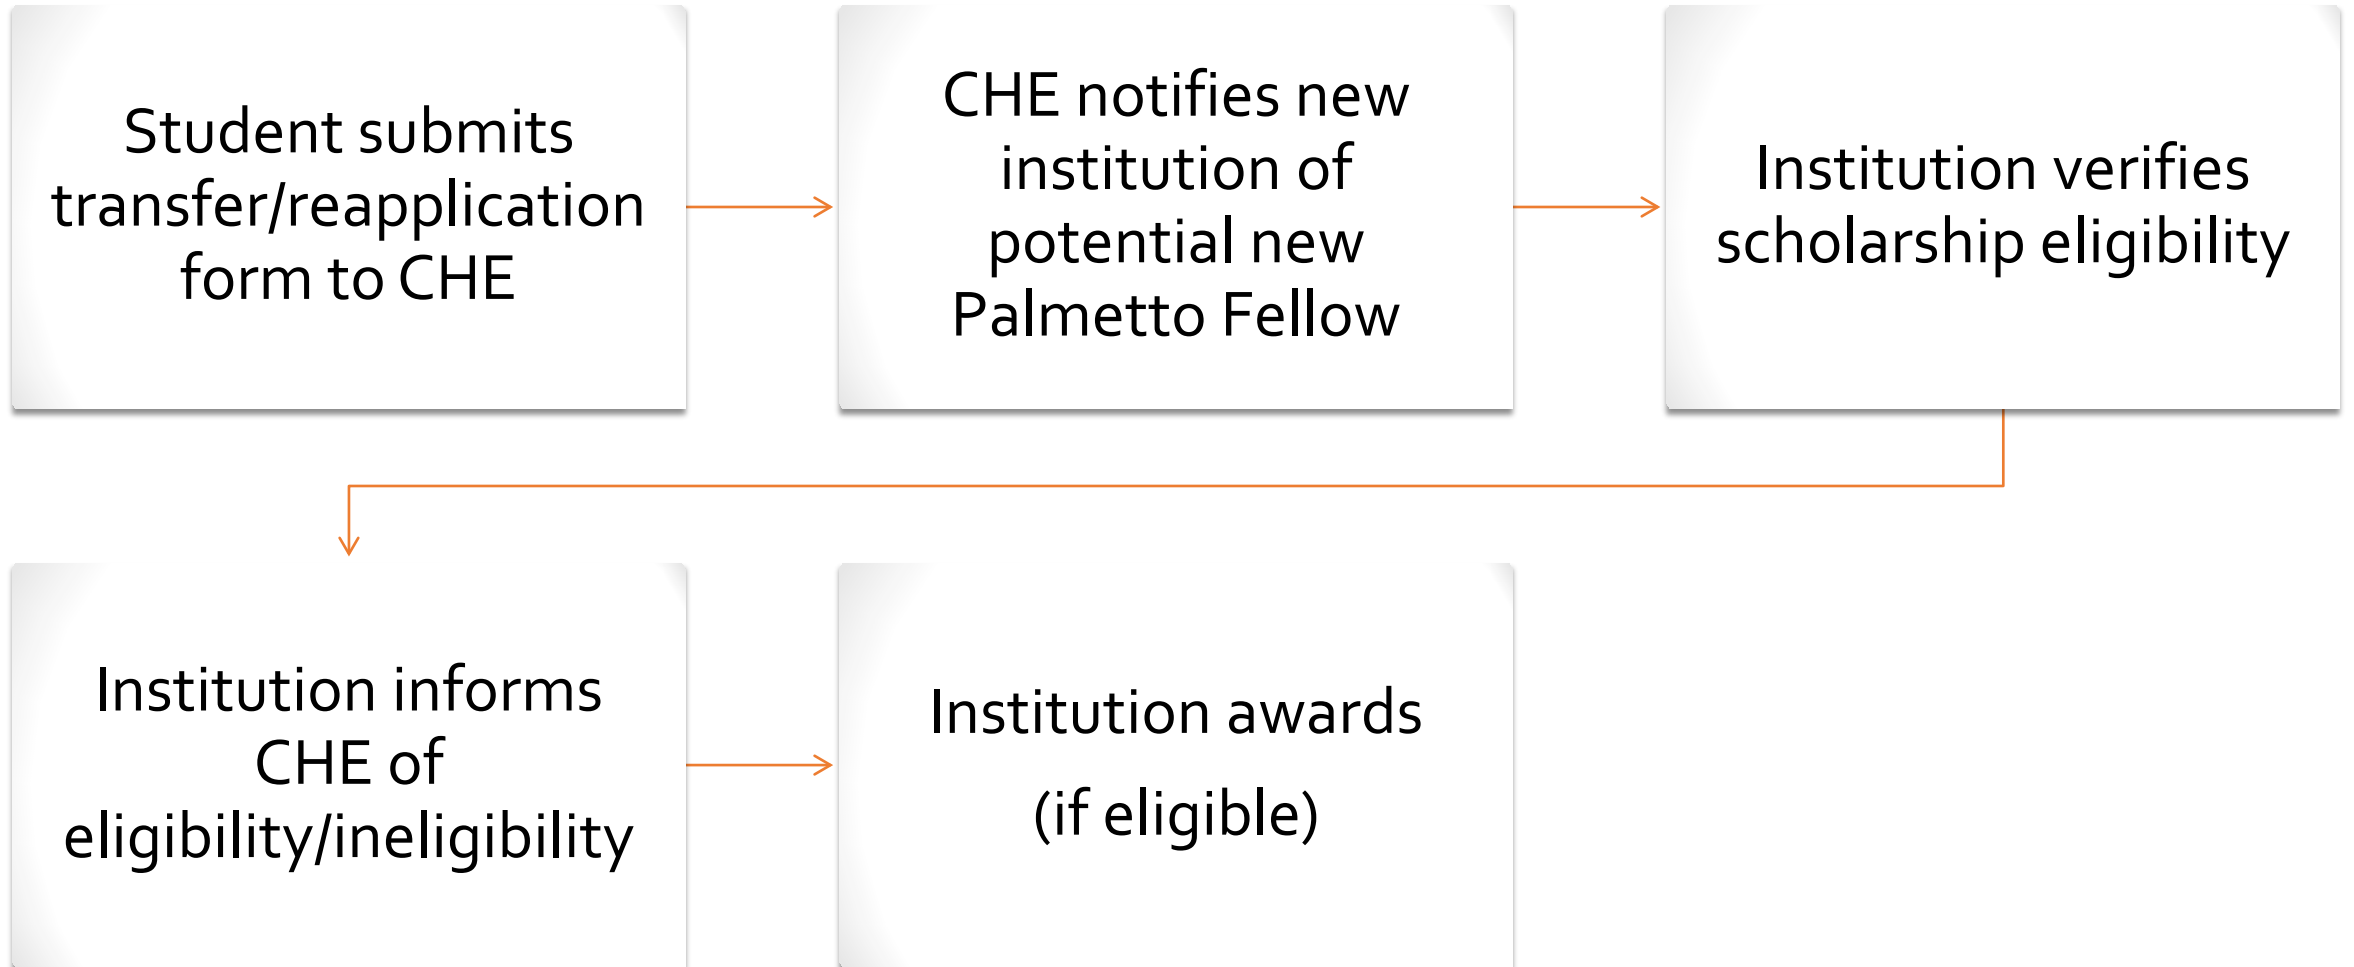 Student submits
transfer/reapplication
form to CHE
CHE notifies new
institution of
potential new
Palmetto Fellow
Institution verifies
scholarship eligibility
Institution informs
CHE of
eligibility/ineligibility
Institution awards
(if eligible)